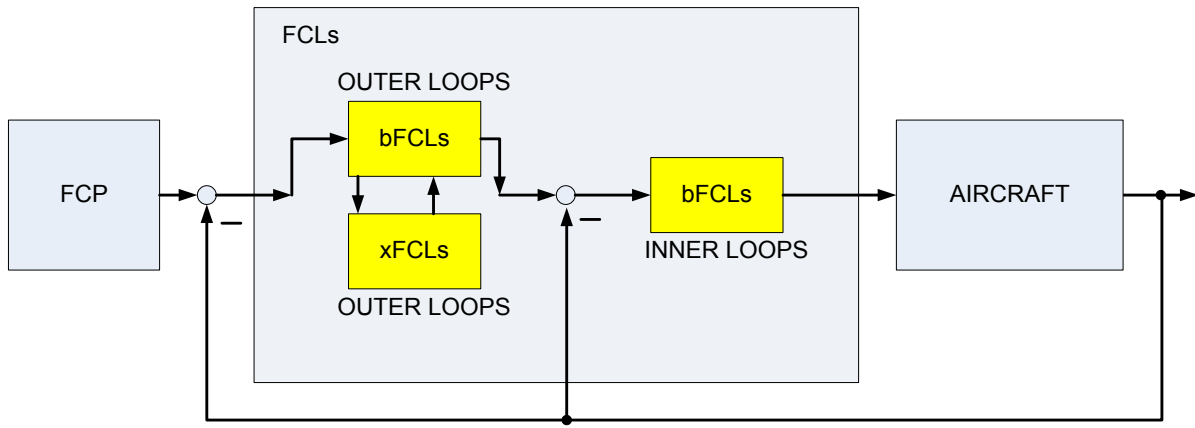 FCLs
OUTER LOOPS
bFCLs
FCP
bFCLs
AIRCRAFT
xFCLs
INNER LOOPS
OUTER LOOPS